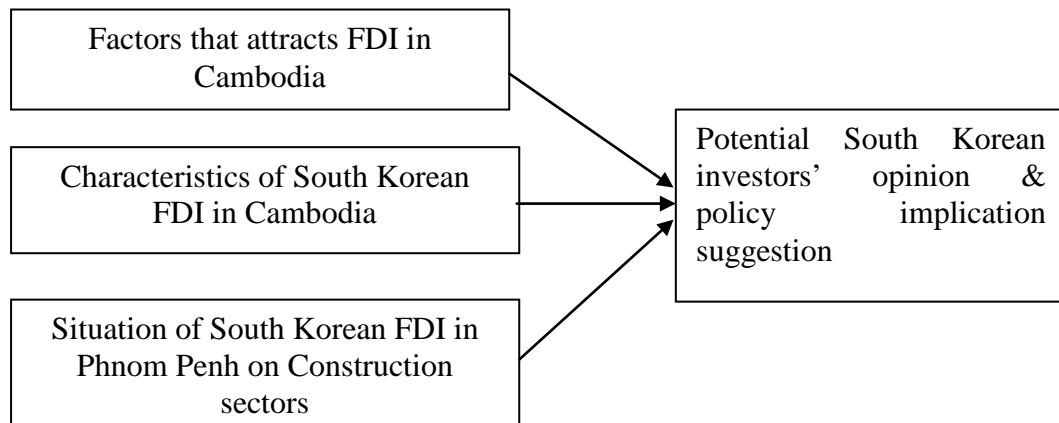 Factors that attracts FDI in
Cambodia
Characteristics of South Korean
FDI in Cambodia
Situation of South Korean FDI in
Phnom Penh on Construction
sectors
Potential South Korean
investors’ opinion &
policy implication
suggestion